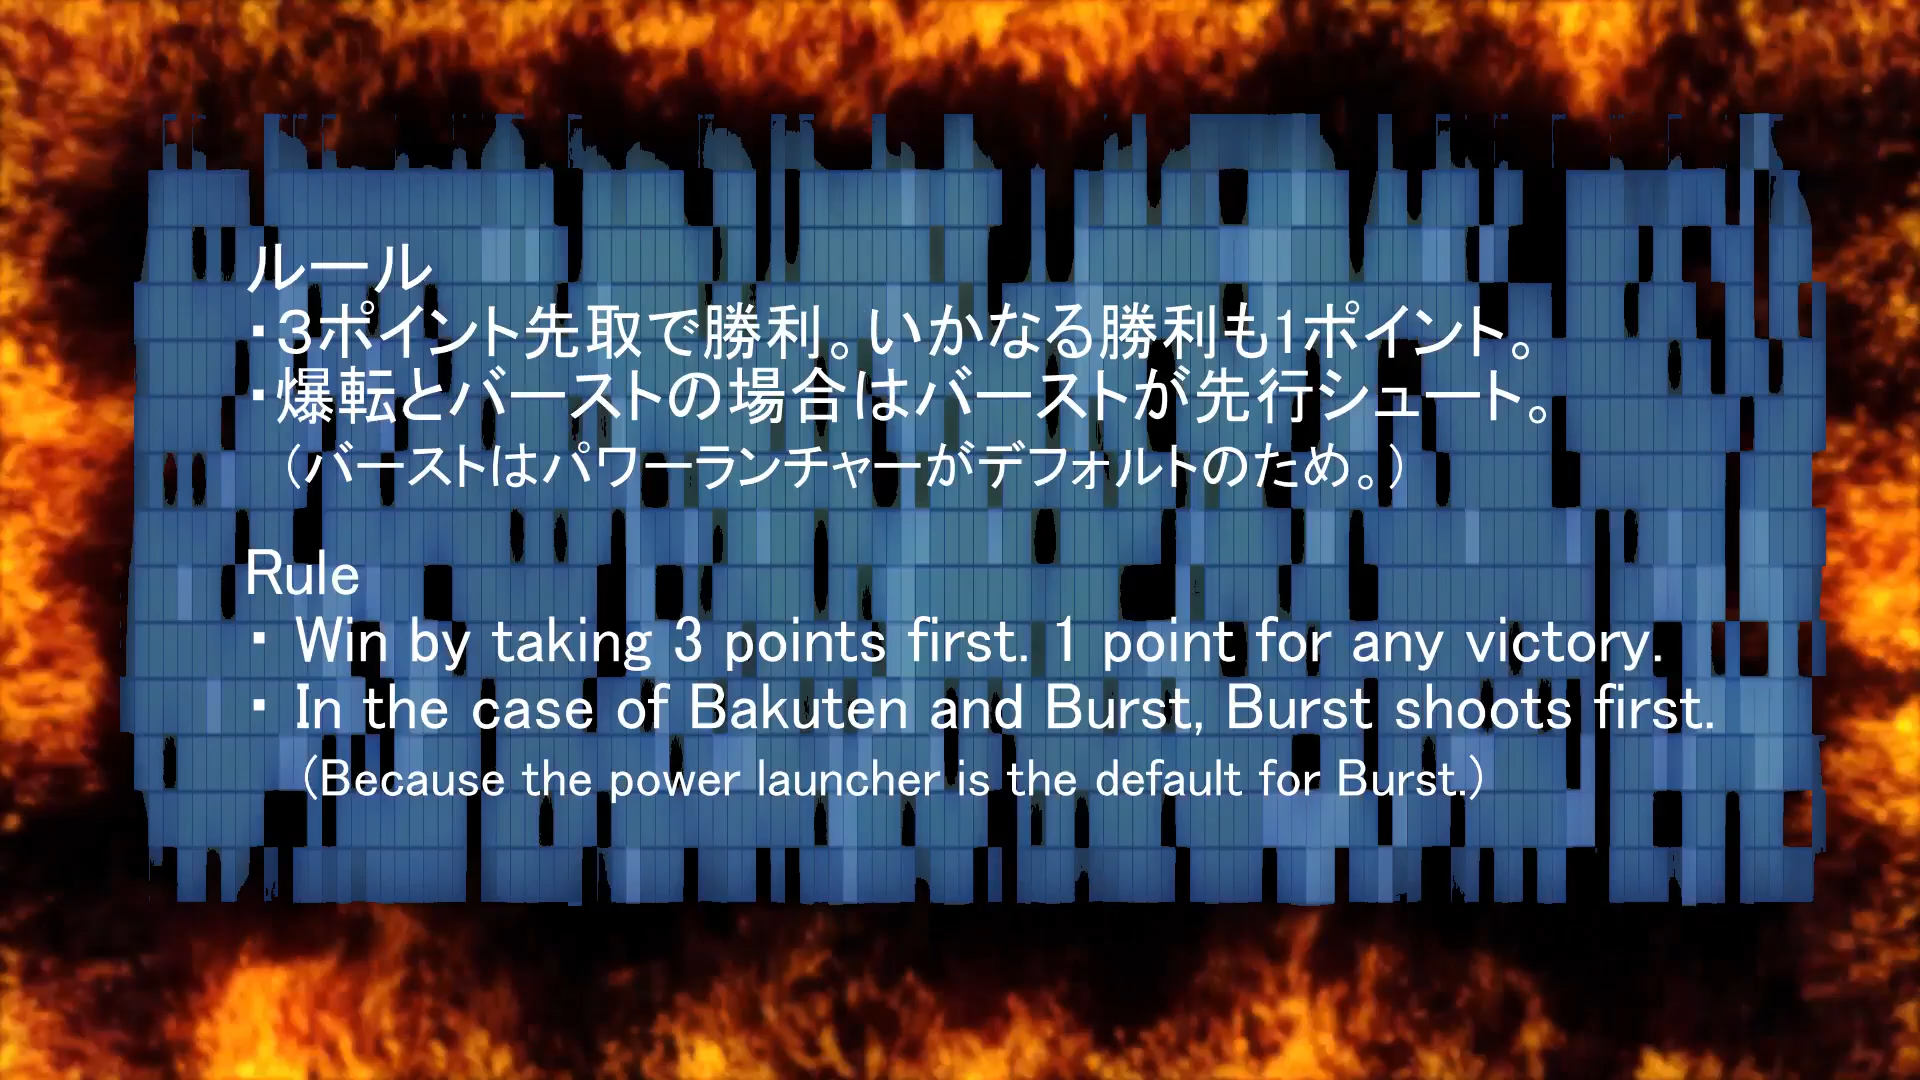 ルール
・３ポイント先取で勝利。いかなる勝利も1ポイント。
・爆転とバーストの場合はバーストが先行シュート。
（バーストはパワーランチャーがデフォルトのため。）
Rule
・ Win by taking 3 points first. 1 point for any victory.
・ In the case of Bakuten and Burst, Burst shoots first.
（Because the power launcher is the default for Burst.）